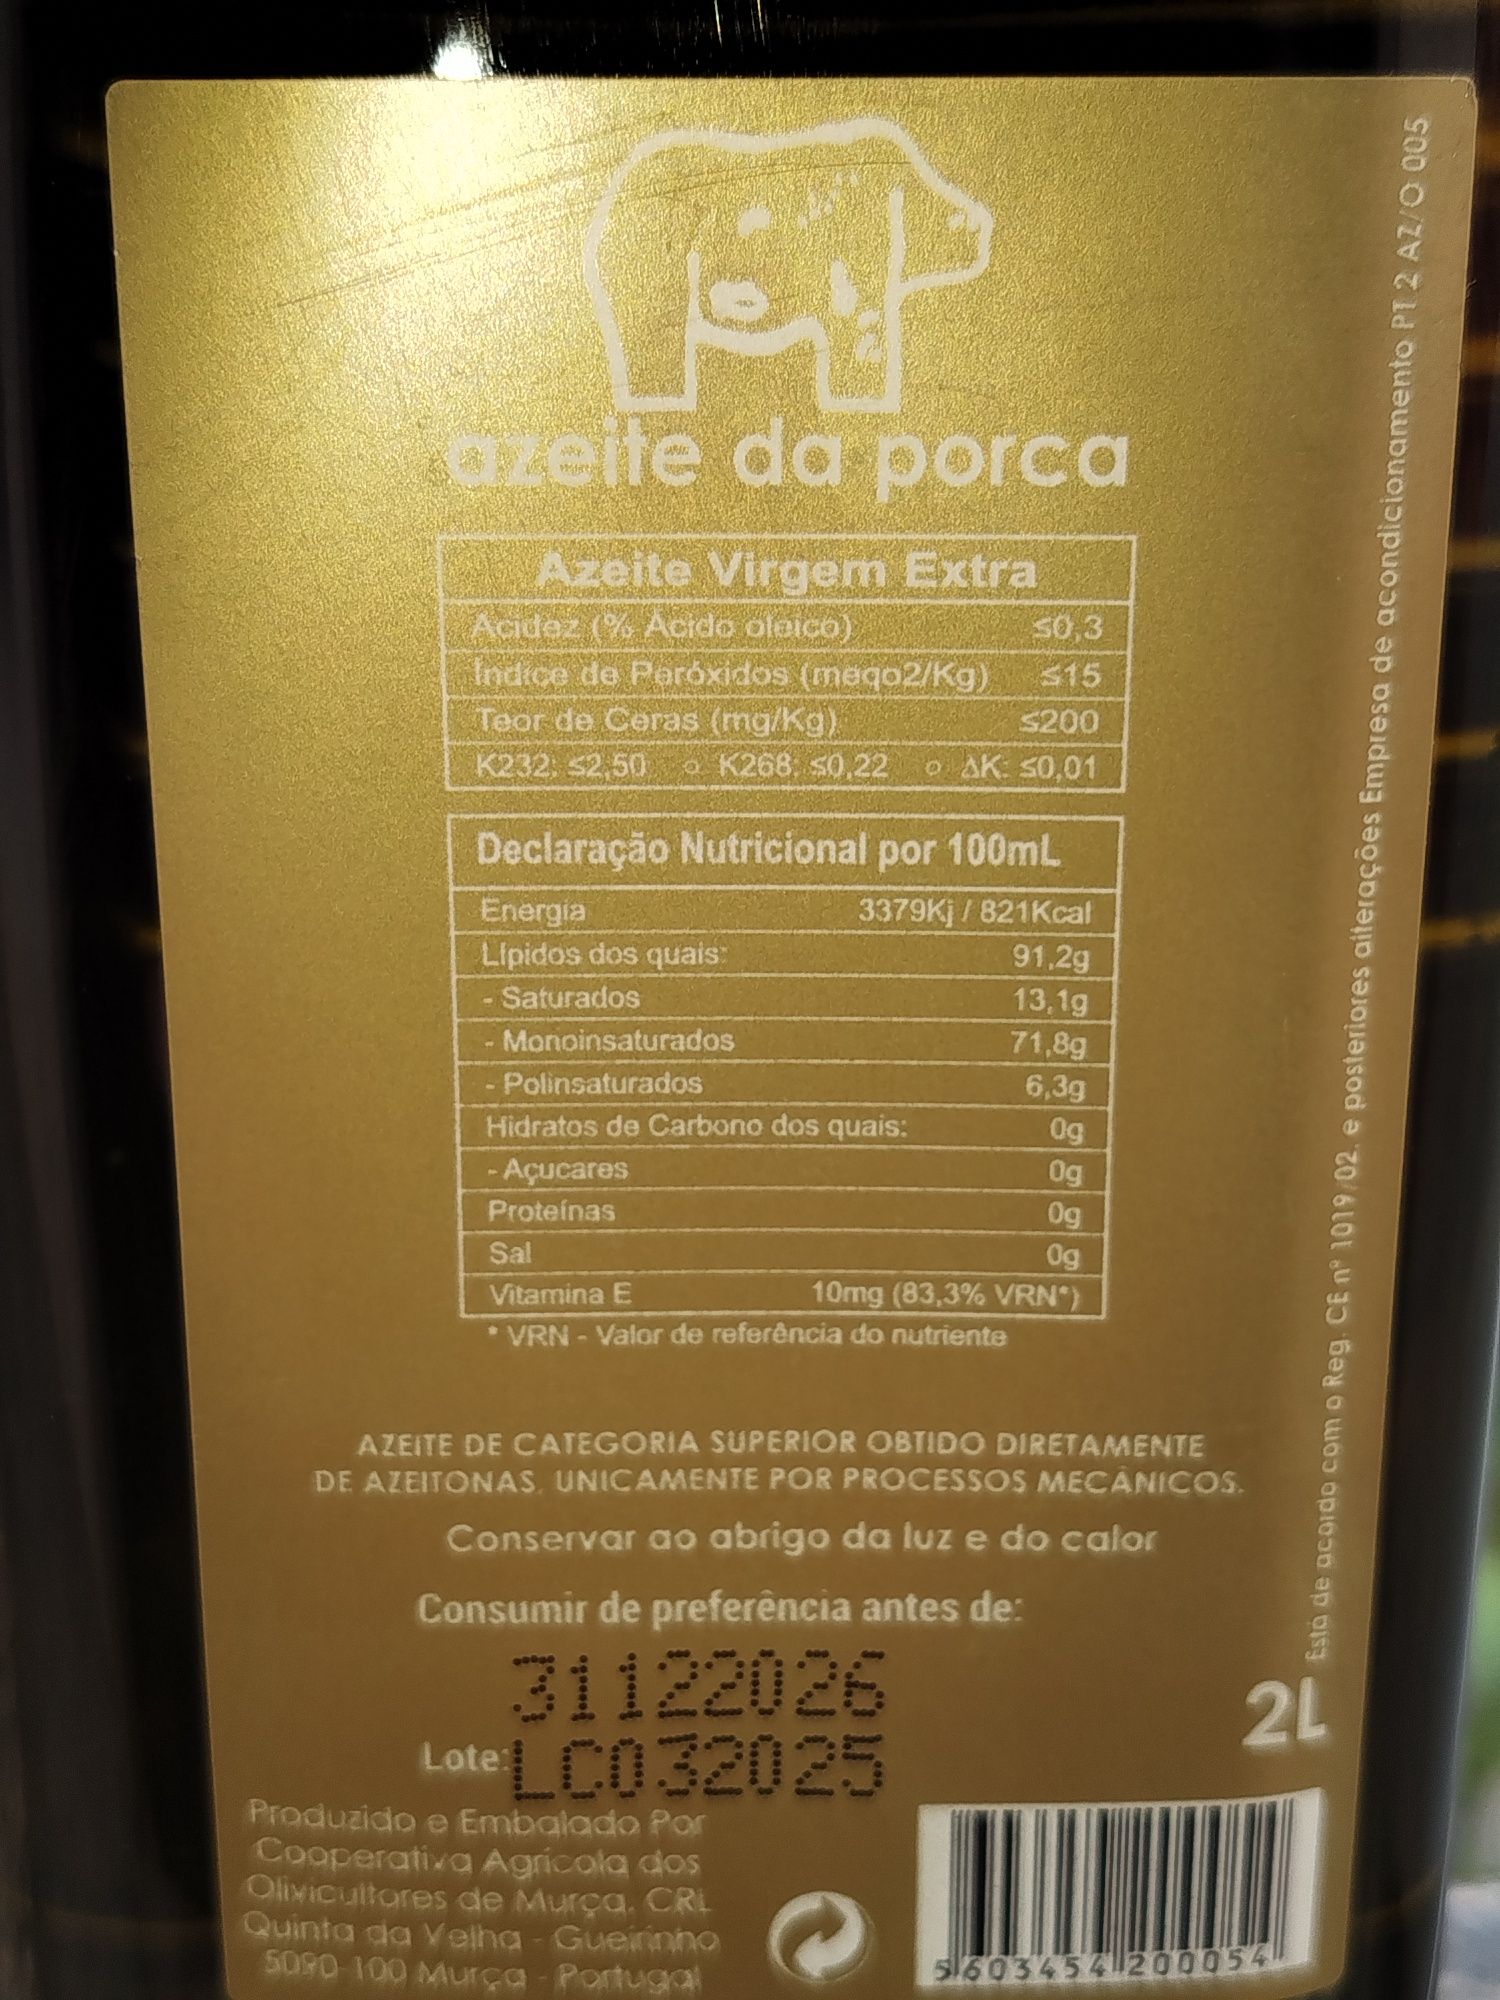 azeite da porca
Azeite Virgem Extra
Acidez (% Ácido oleico) ≤0,3
Índice de Peróxidos (meqo2/Kg) ≤15
Teor de Ceras (mg/Kg) ≤200
K232: ≤2,50 o K268: ≤0,22 o ΔK: ≤0,01
Declaração Nutricional por 100mL
Energia 3379Kj / 821Kcal
Lípidos dos quais: 91,2g
- Saturados 13,1g
- Monoinsaturados 71,8g
- Polinsaturados 6,3g
Hidratos de Carbono dos quais: 0g
- Açucares 0g
Proteínas 0g
Sal 0g
Vitamina E 10mg (83,3% VRN*)
* VRN - Valor de referência do nutriente
AZEITE DE CATEGORIA SUPERIOR OBTIDO DIRETAMENTE
DE AZEITONAS, UNICAMENTE POR PROCESSOS MECÂNICOS.
Conservar ao abrigo da luz e do calor
Consumir de preferência antes de:
31122026
Lote: LC032025
Produzido e Embalado Por
Cooperativa Agrícola dos
Olivicultores de Murça, CRL
Quinta da Velha - Gueirinho
5090-100 Murça - Portugal
2L
5603454200054
Está de acordo com o Reg. CE nº 1019/02. e posteriores alterações Empresa de acondicionamento PT 2 AZ/O 005